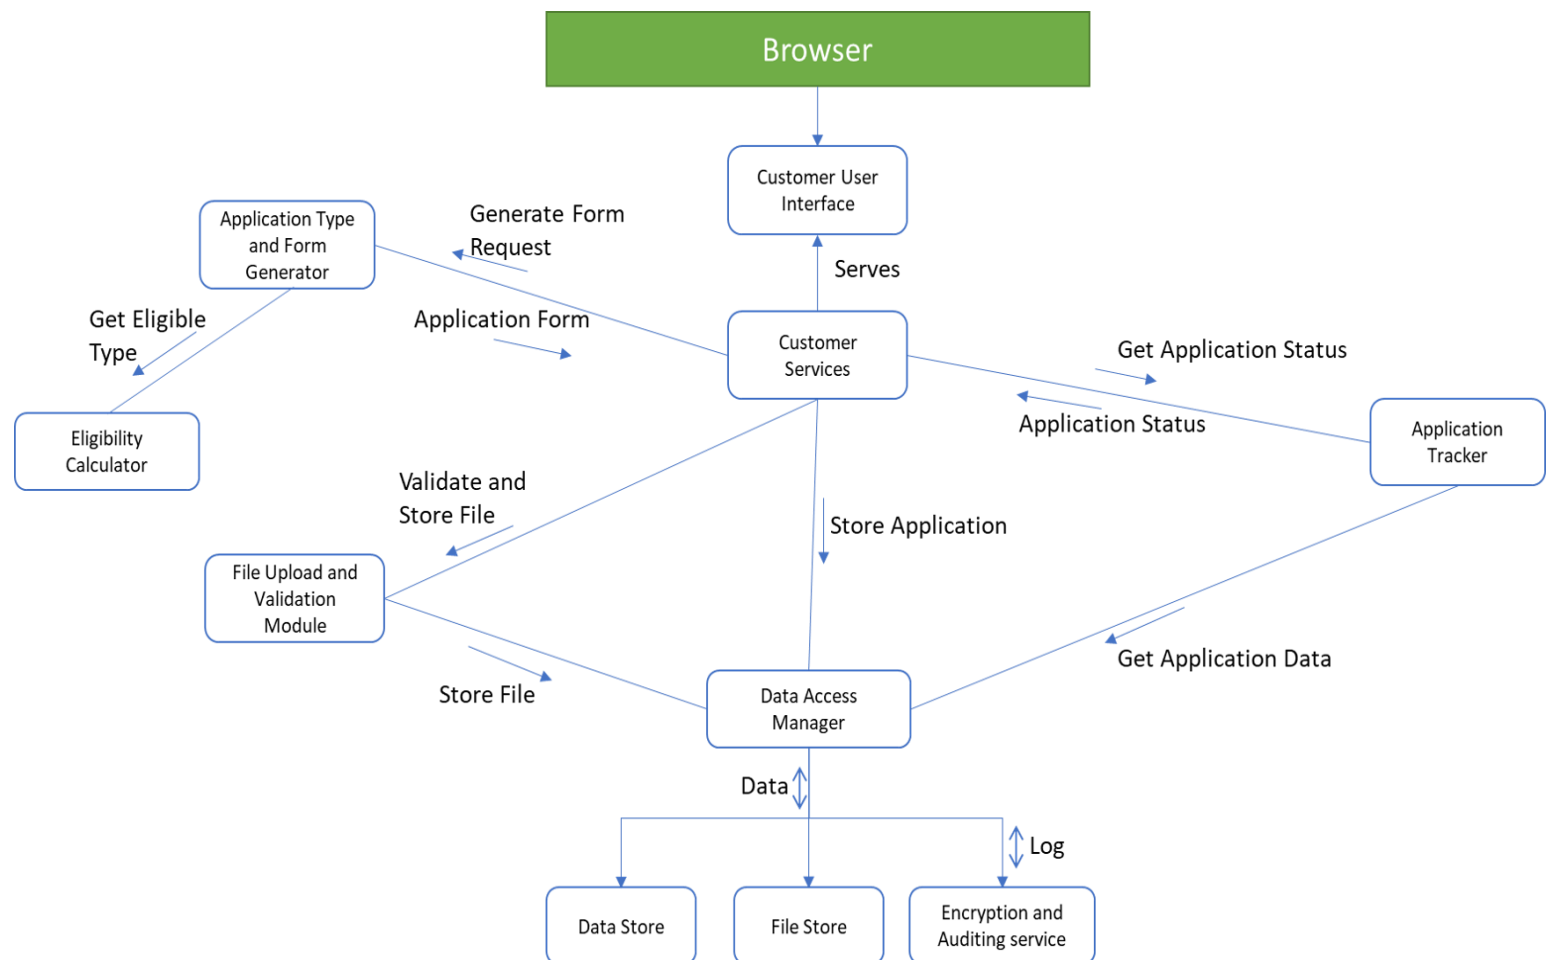 Browser
Customer User
Interface
Application Type
and Form
Generator
Generate Form
Request
Serves
Get Eligible
Type
Application Form
Customer
Services
Get Application Status
Application Status
Application
Tracker
Eligibility
Calculator
Validate and
Store File
Store Application
File Upload and
Validation
Module
Get Application Data
Store File
Data Access
Manager
Data
Log
Data Store
File Store
Encryption and
Auditing service